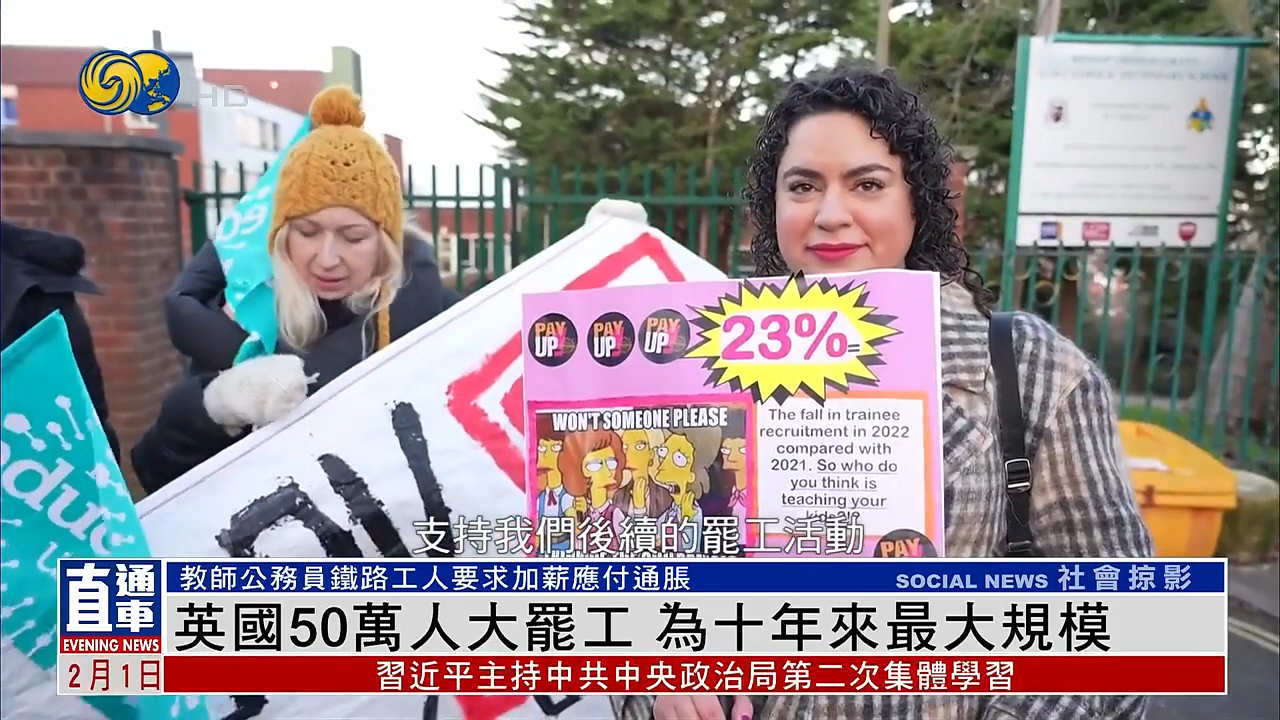 HD
PAY UP!
PAY UP!
PAY UP!
23%=
WON'T SOMEONE PLEASE
The fall in trainee
recruitment in 2022
compared with
2021. So who do
you think is
teaching your
kids?!?
PAY
PAY
educ
支持我們後續的罷工活動
直通車
EVENING NEWS
教師公務員鐵路工人要求加薪應付通脹
SOCIAL NEWS 社會掠影
英國50萬人大罷工 為十年來最大規模
2月1日
習近平主持中共中央政治局第二次集體學習